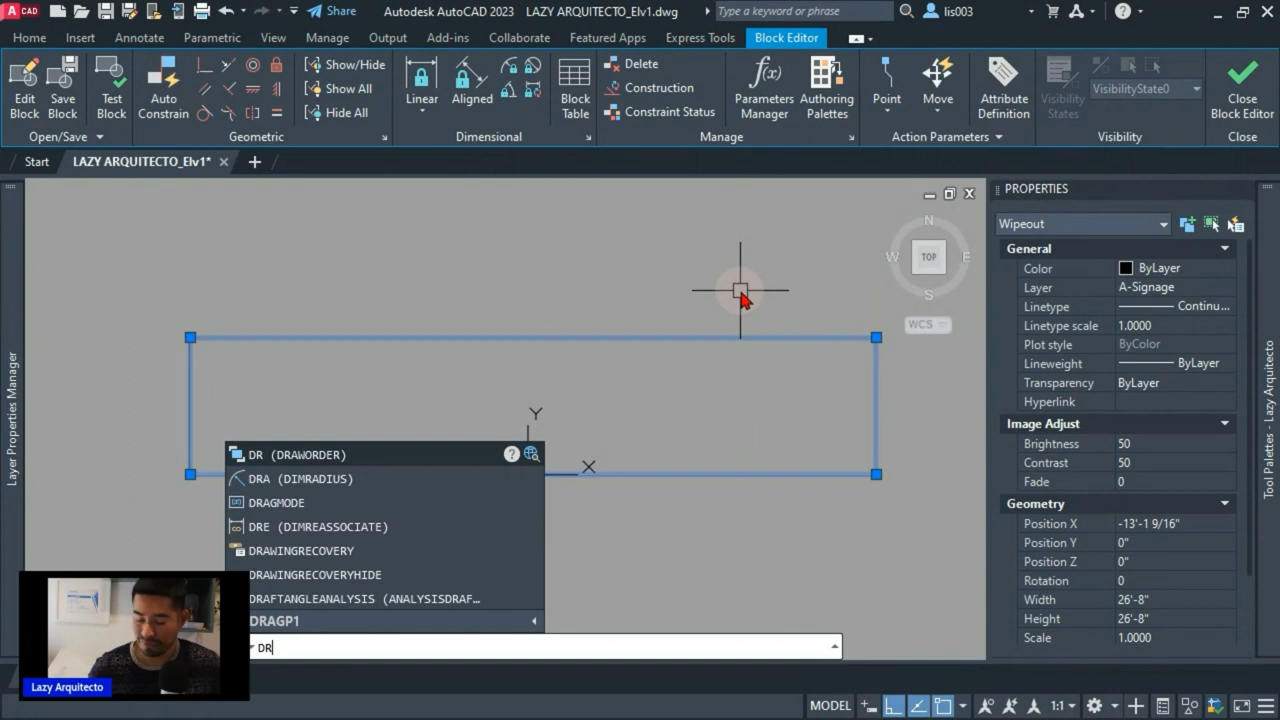 A CAD Share Autodesk AutoCAD 2023 LAZY ARQUITECTO_Elv1.dwg Type a keyword or phrase lis003
Home Insert Annotate Parametric View Manage Output Add-ins Collaborate Featured Apps Express Tools Block Editor
Edit Block
Save Block
Test Block
Open/Save
Auto Constrain
Show/Hide
Show All
Hide All
Geometric
Linear
Aligned
Dimensional
Block Table
Delete
Construction
Constraint Status
Parameters Manager
Authoring Palettes
Manage
Point
Move
Attribute Definition
Action Parameters
Visibility States
VisibilityState0
Visibility
Close Block Editor
Close
Start LAZY ARQUITECTO_Elv1*
Layer Properties Manager
N
W TOP E
S
WCS
Y
X
DR (DRAWORDER)
DRA (DIMRADIUS)
DRAGMODE
DRE (DIMREASSOCIATE)
DRAWINGRECOVERY
DRAWINGRECOVERYHIDE
DRAFTANGLEANALYSIS (ANALYSISDRAF…
DRAGP1
DR
Lazy Arquitecto
PROPERTIES
Wipeout
General
Color ByLayer
Layer A-Signage
Linetype Continu...
Linetype scale 1.0000
Plot style ByColor
Lineweight ByLayer
Transparency ByLayer
Hyperlink
Image Adjust
Brightness 50
Contrast 50
Fade 0
Geometry
Position X -13'-1 9/16"
Position Y 0"
Position Z 0"
Rotation 0
Width 26'-8"
Height 26'-8"
Scale 1.0000
Tool Palettes - Lazy Arquitecto
MODEL 1:1